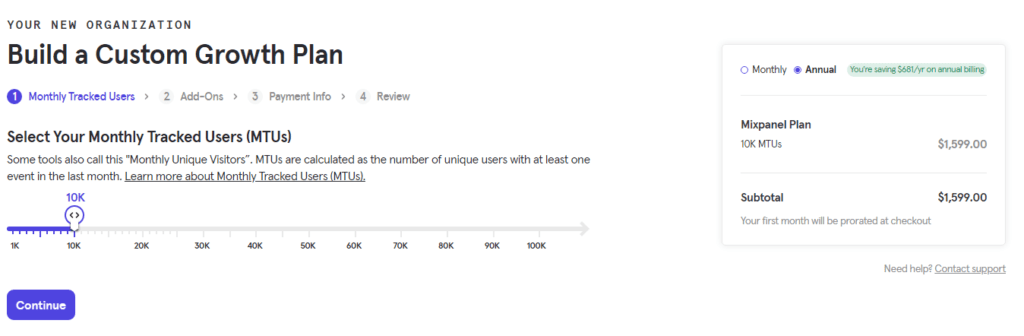 YOUR NEW ORGANIZATION
Build a Custom Growth Plan
1 Monthly Tracked Users > 2 Add-Ons > 3 Payment Info > 4 Review
Select Your Monthly Tracked Users (MTUs)
Some tools also call this "Monthly Unique Visitors". MTUs are calculated as the number of unique users with at least one
event in the last month. Learn more about Monthly Tracked Users (MTUs).
10K
1K 10K 20K 30K 40K 50K 60K 70K 80K 90K 100K
Continue
Monthly Annual You're saving $681/yr on annual billing
Mixpanel Plan
10K MTUs $1,599.00
Subtotal $1,599.00
Your first month will be prorated at checkout
Need help? Contact support